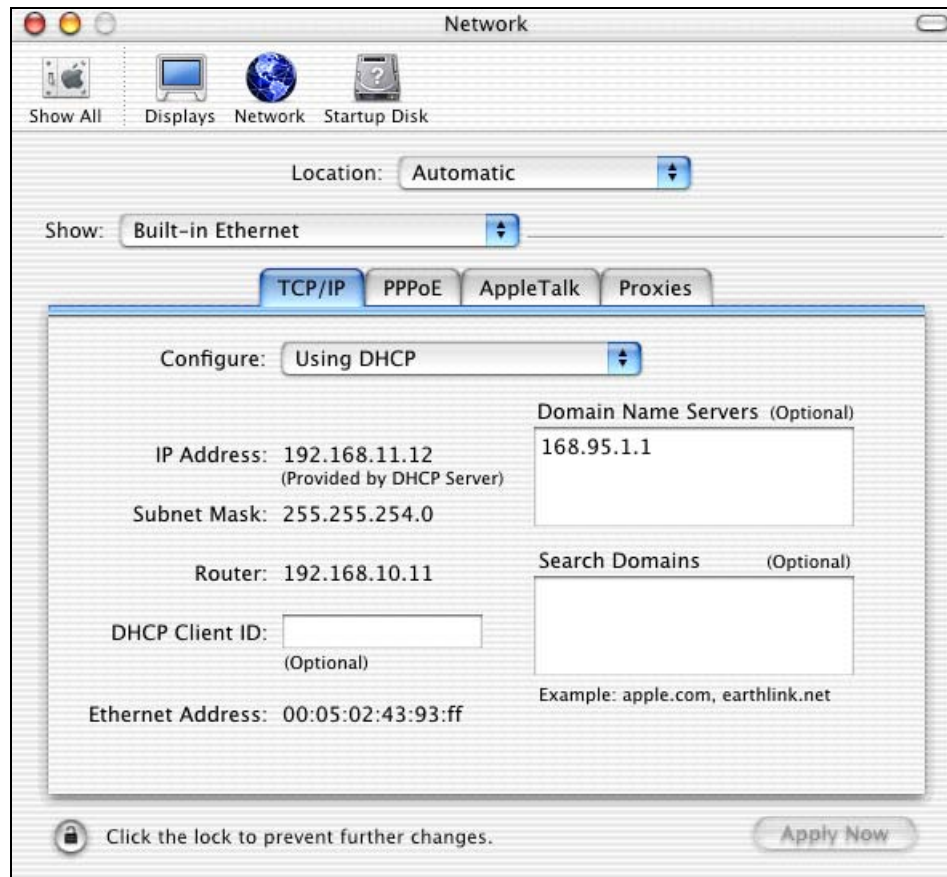 Network
Show All Displays Network Startup Disk
Location: Automatic
Show: Built-in Ethernet
TCP/IP PPPoE AppleTalk Proxies
Configure: Using DHCP
Domain Name Servers (Optional)
168.95.1.1
IP Address: 192.168.11.12
(Provided by DHCP Server)
Subnet Mask: 255.255.254.0
Router: 192.168.10.11
Search Domains (Optional)
DHCP Client ID:
(Optional)
Example: apple.com, earthlink.net
Ethernet Address: 00:05:02:43:93:ff
Click the lock to prevent further changes.
Apply Now